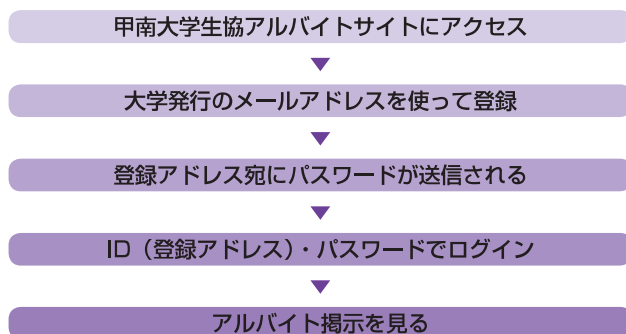 甲南大学生協アルバイトサイトにアクセス
大学発行のメールアドレスを使って登録
登録アドレス宛にパスワードが送信される
ID（登録アドレス）・パスワードでログイン
アルバイト掲示を見る